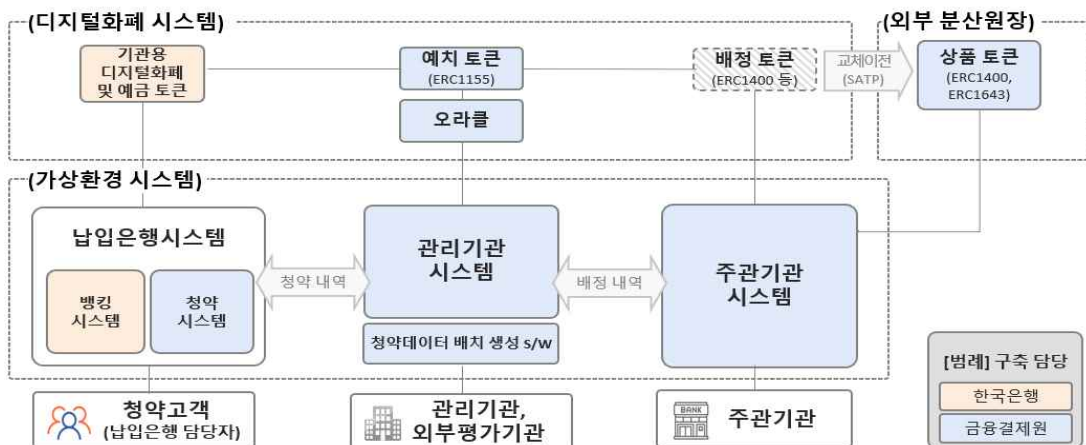 (디지털화폐 시스템)
(외부 분산원장)
기관용
디지털화폐
및 예금 토큰
예치 토큰
(ERC1155)
오라클
배정 토큰
(ERC1400 등)
교체이전
(SATP)
상품 토큰
(ERC1400,
ERC1643)
(가상환경 시스템)
납입은행시스템
뱅킹
시스템
청약
시스템
청약 내역
관리기관
시스템
청약데이터 배치 생성 S/W
배정 내역
주관기관
시스템
청약고객
(납입은행 담당자)
관리기관,
외부평가기관
BANK
주관기관
[범례] 구축 담당
한국은행
금융결제원